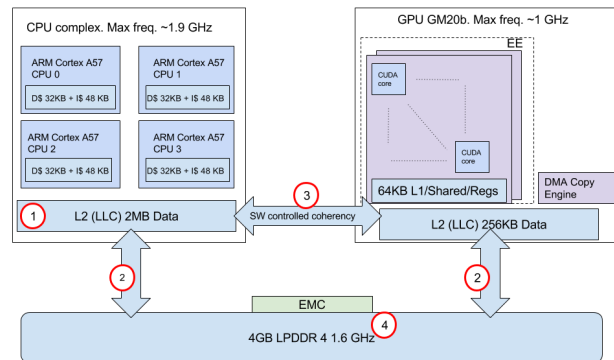 CPU complex. Max freq. ~1.9 GHz
ARM Cortex A57
CPU 0
D$ 32KB + I$ 48 KB
ARM Cortex A57
CPU 1
D$ 32KB + I$ 48 KB
ARM Cortex A57
CPU 2
D$ 32KB + I$ 48 KB
ARM Cortex A57
CPU 3
D$ 32KB + I$ 48 KB
1
L2 (LLC) 2MB Data
GPU GM20b. Max freq. ~1 GHz
EE
CUDA
core
CUDA
core
64KB L1/Shared/Regs
DMA Copy
Engine
L2 (LLC) 256KB Data
3
SW controlled coherency
2
2
EMC
4GB LPDDR 4 1.6 GHz
4